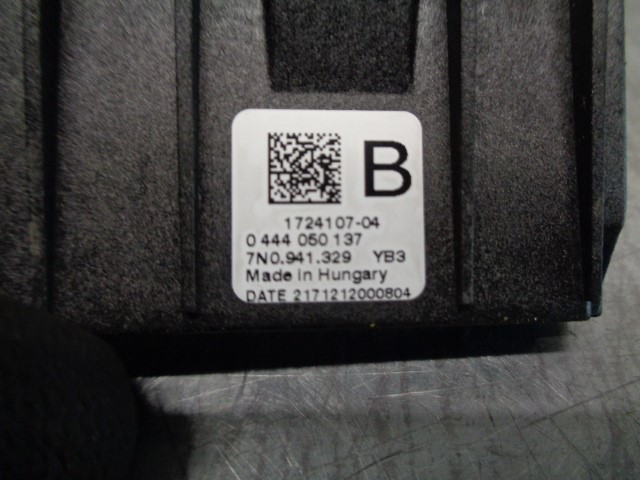 B
1724107-04
0 444 050 137
7N0.941.329 YB3
Made in Hungary
DATE 2171212000804